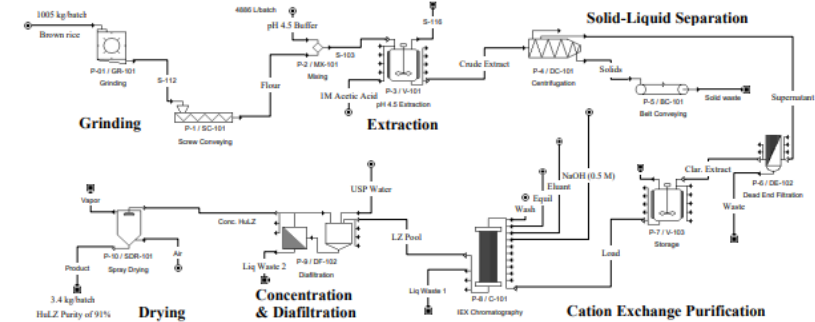 1005 kg/batch
Brown rice
P-01 / GR-101
Grinding
S-112
Grinding
P-1 / SC-101
Screw Conveying
Flour
4886 L/batch
pH 4.5 Buffer
P-2 / MX-101
Mixing
S-103
S-116
P-3 / V-101
pH 4.5 Extraction
1M Acetic Acid
Extraction
Crude Extract
Solid-Liquid Separation
P-4 / DC-101
Centrifugation
Solids
P-5 / BC-101
Belt Conveying
Solid waste
Supernatant
P-6 / DE-102
Dead End Filtration
Waste
Clar. Extract
P-7 / V-103
Storage
Load
NaOH (0.5 M)
Eluant
Equil
Wash
P-8 / C-101
IEX Chromatography
Liq Waste 1
Cation Exchange Purification
LZ Pool
USP Water
P-9 / DF-102
Diafiltration
Liq Waste 2
Concentration
& Diafiltration
Conc. HuLZ
Vapor
P-10 / SDR-101
Spray Drying
Air
Product
3.4 kg/batch
HuLZ Purity of 91%
Drying